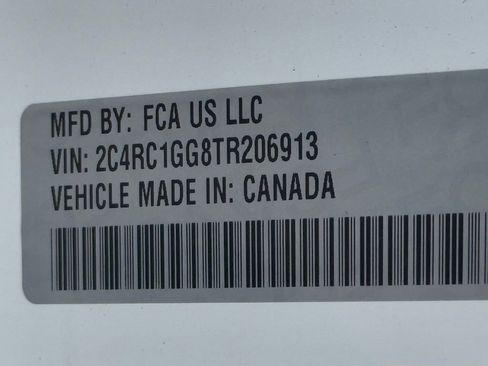 MFD BY: FCA US LLC
VIN: 2C4RC1GG8TR206913
VEHICLE MADE IN: CANADA